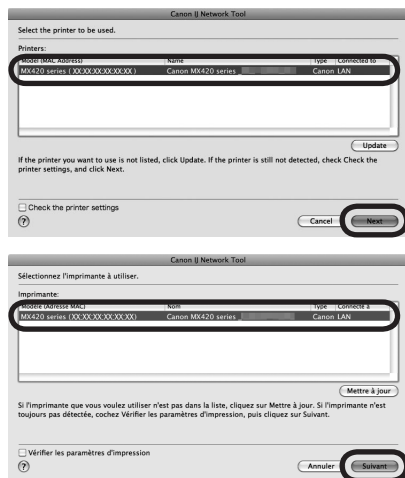 Canon IJ Network Tool
Select the printer to be used.
Printers:
Model (MAC Address) Name Type Connected to
MX420 series (XX:XX:XX:XX:XX:XX) Canon MX420 series _ Canon LAN
Update
If the printer you want to use is not listed, click Update. If the printer is still not detected, check Check the
printer settings, and click Next.
Check the printer settings
? Cancel Next
Canon IJ Network Tool
Sélectionnez l'imprimante à utiliser.
Imprimante:
Modèle (Adresse MAC) Nom Type Connecté à
MX420 series (XX:XX:XX:XX:XX:XX) Canon MX420 series _ Canon LAN
Mettre à jour
Si l'imprimante que vous voulez utiliser n'est pas dans la liste, cliquez sur Mettre à jour. Si l'imprimante n'est
toujours pas détectée, cochez Vérifier les paramètres d'impression, puis cliquez sur Suivant.
Vérifier les paramètres d'impression
? Annuler Suivant